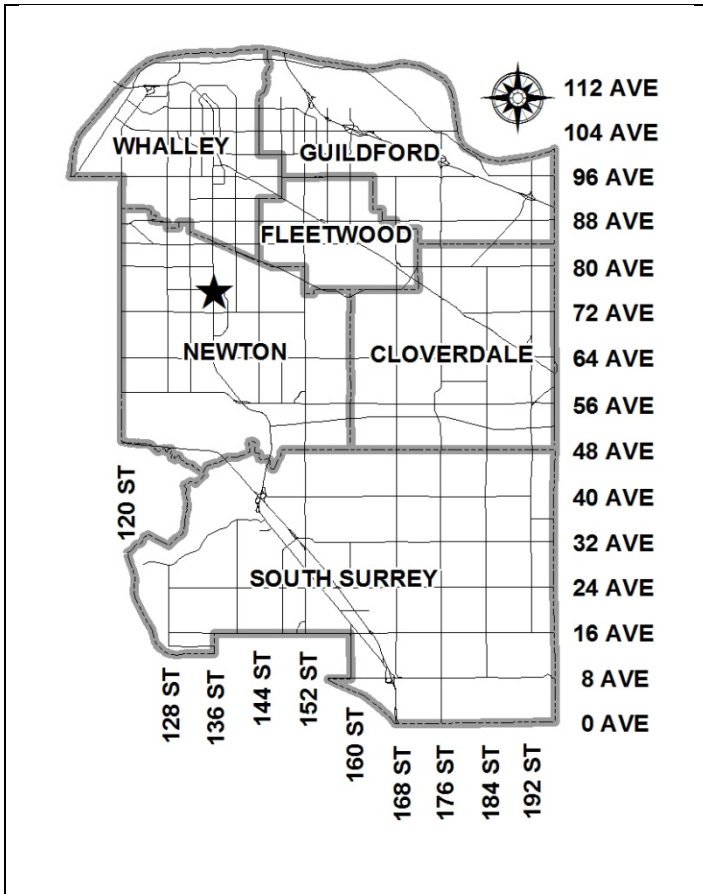 112 AVE
104 AVE
WHALLEY
GUILDFORD
96 AVE
88 AVE
FLEETWOOD
80 AVE
72 AVE
NEWTON
CLOVERDALE
64 AVE
56 AVE
48 AVE
120 ST
40 AVE
32 AVE
SOUTH SURREY
24 AVE
16 AVE
128 ST
136 ST
144 ST
152 ST
8 AVE
160 ST
0 AVE
168 ST
176 ST
184 ST
192 ST